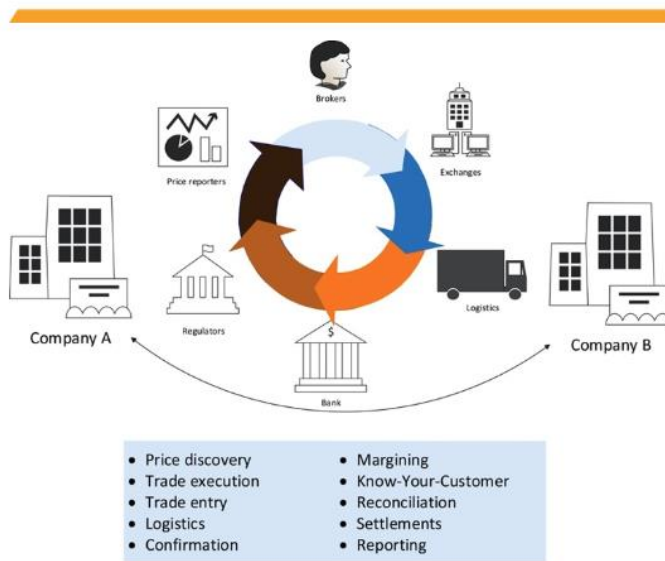 Brokers
Exchanges
Price reporters
Regulators
Logistics
$
Bank
Company A
Company B
• Price discovery
• Trade execution
• Trade entry
• Logistics
• Confirmation
• Margining
• Know-Your-Customer
• Reconciliation
• Settlements
• Reporting